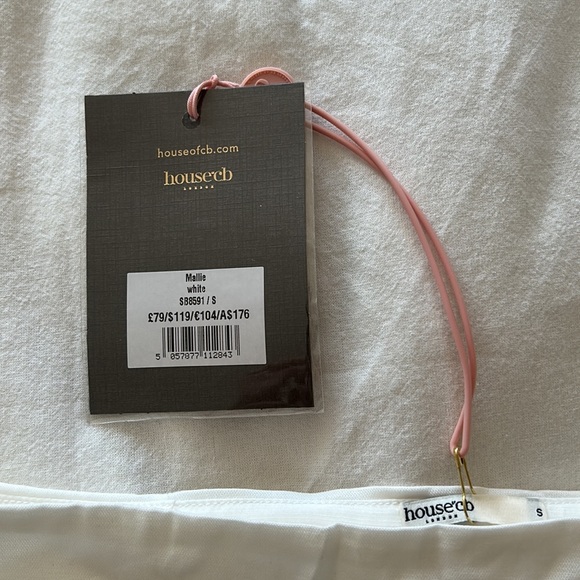 houseofcb.com
house of cb
LONDON
Mallie
white
SB8591 / S
£79/$119/€104/A$176
5 057877 112843
house of cb
LONDON
S